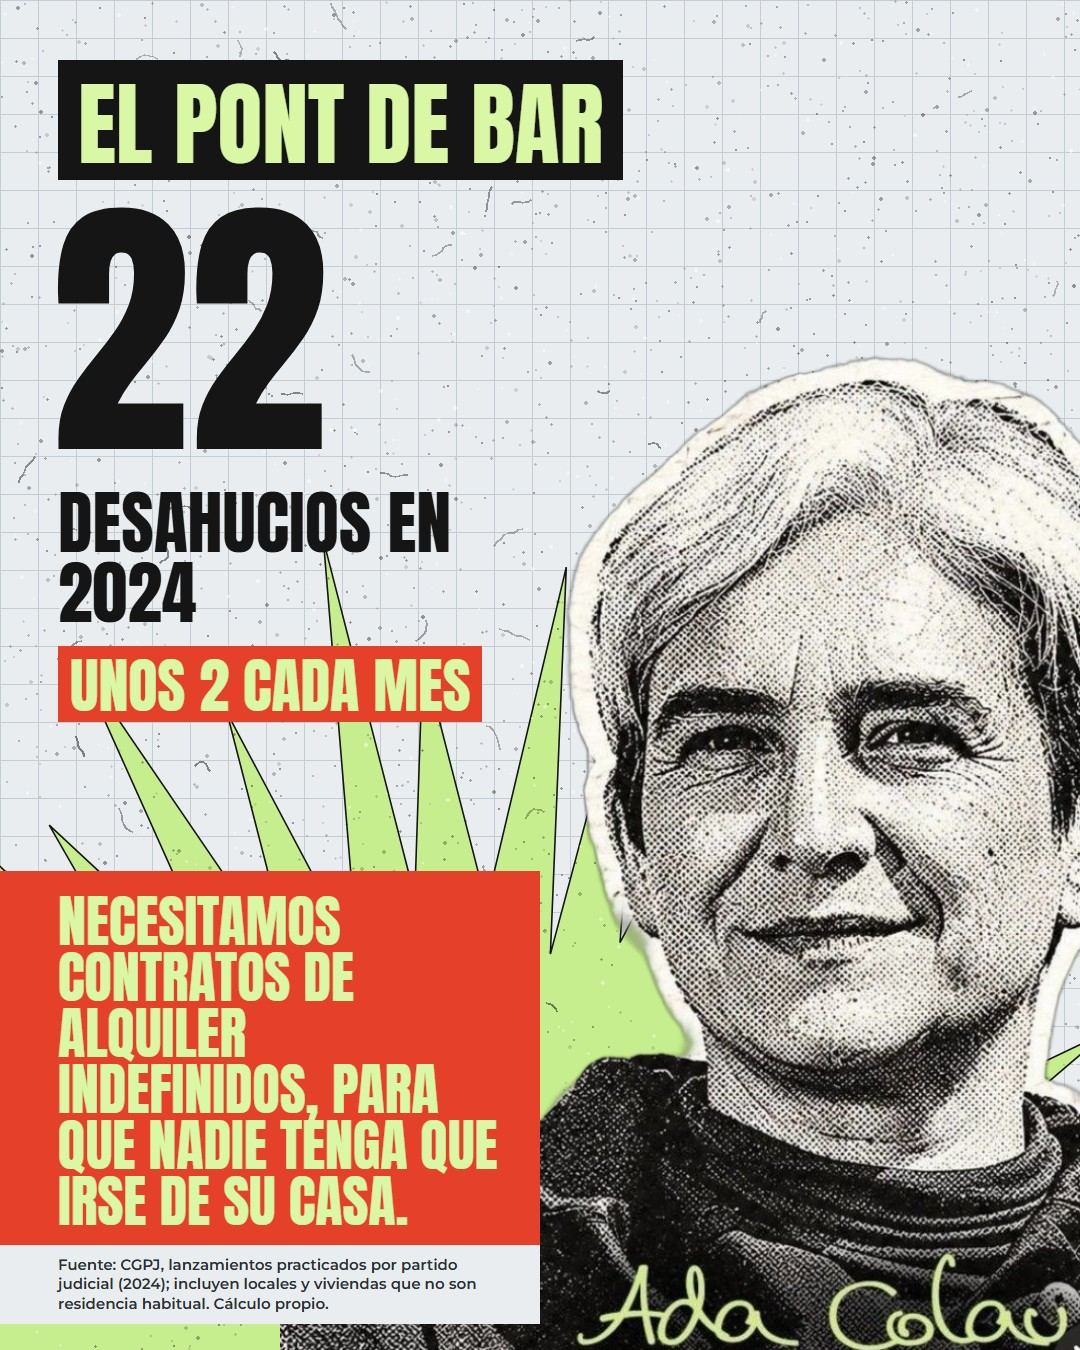 EL PONT DE BAR
22
DESAHUCIOS EN
2024
UNOS 2 CADA MES
NECESITAMOS
CONTRATOS DE
ALQUILER
INDEFINIDOS, PARA
QUE NADIE TENGA QUE
IRSE DE SU CASA.
Fuente: CGPJ, lanzamientos practicados por partido
judicial (2024); incluyen locales y viviendas que no son
residencia habitual. Cálculo propio.
Ada Colau